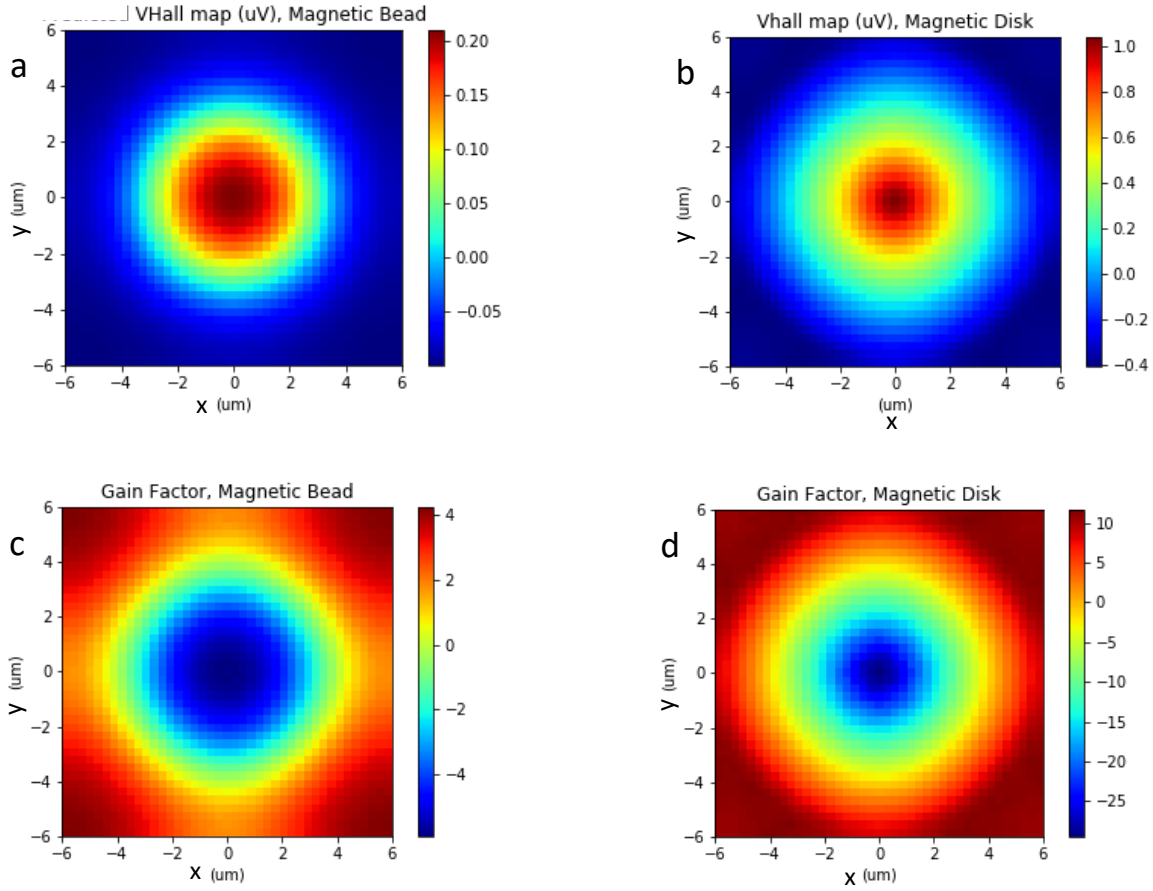 VHall map (uV), Magnetic Bead
a
6
4
2
0
−2
−4
−6
y (um)
−6 −4 −2 0 2 4 6
x (um)
0.20
0.15
0.10
0.05
0.00
−0.05
Vhall map (uV), Magnetic Disk
b
6
4
2
0
−2
−4
−6
y (um)
−6 −4 −2 0 2 4 6
(um)
x
1.0
0.8
0.6
0.4
0.2
0.0
−0.2
−0.4
Gain Factor, Magnetic Bead
c
6
4
2
0
−2
−4
−6
y (um)
−6 −4 −2 0 2 4 6
x (um)
4
2
0
−2
−4
Gain Factor, Magnetic Disk
d
6
4
2
0
−2
−4
−6
y (um)
−6 −4 −2 0 2 4 6
x (um)
10
5
0
−5
−10
−15
−20
−25